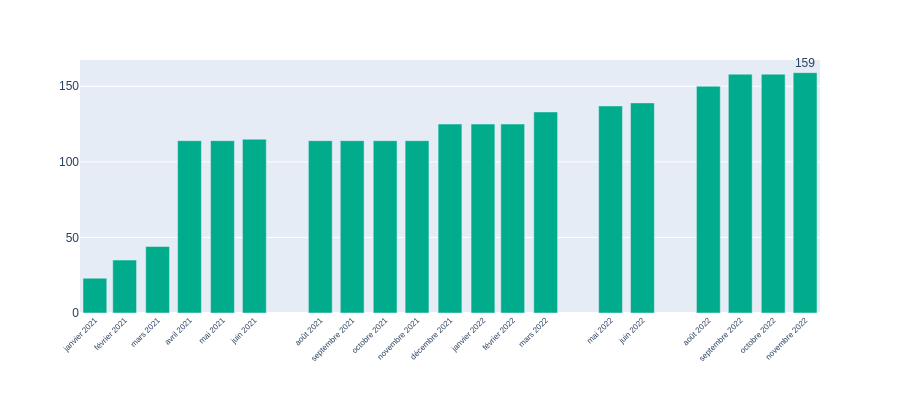 159
150
100
50
0
janvier 2021
février 2021
mars 2021
avril 2021
mai 2021
juin 2021
août 2021
septembre 2021
octobre 2021
novembre 2021
décembre 2021
janvier 2022
février 2022
mars 2022
mai 2022
juin 2022
août 2022
septembre 2022
octobre 2022
novembre 2022